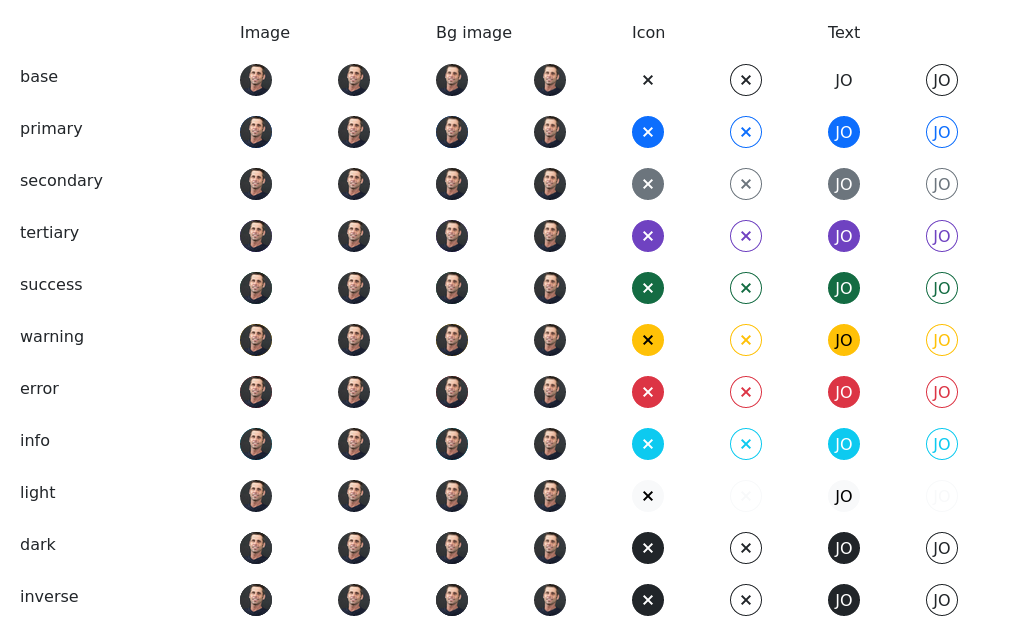 Image Bg image Icon Text
base JO JO
primary JO JO
secondary JO JO
tertiary JO JO
success JO JO
warning JO JO
error JO JO
info JO JO
light JO JO
dark JO JO
inverse JO JO